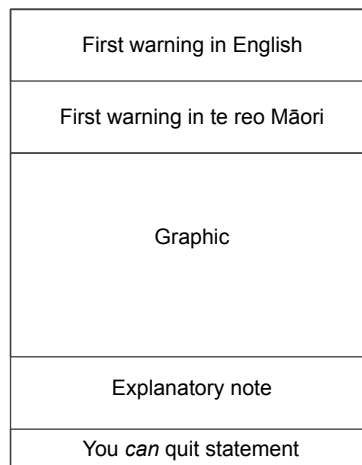 First warning in English
First warning in te reo Māori
Graphic
Explanatory note
You can quit statement